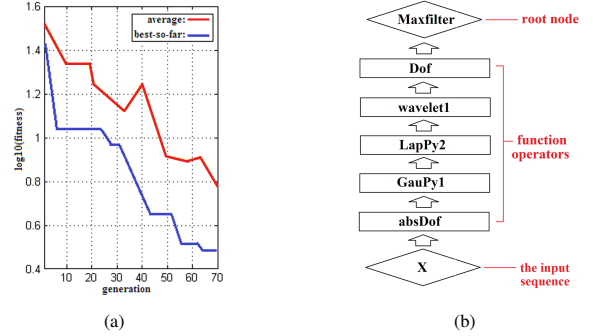 1.6
1.4
1.2
1
0.8
0.6
0.4
log10(fitness)
average:
best-so-far:
10 20 30 40 50 60 70
generation
(a)
Maxfilter
root node
Dof
wavelet1
LapPy2
GauPy1
absDof
function
operators
X
the input
sequence
(b)